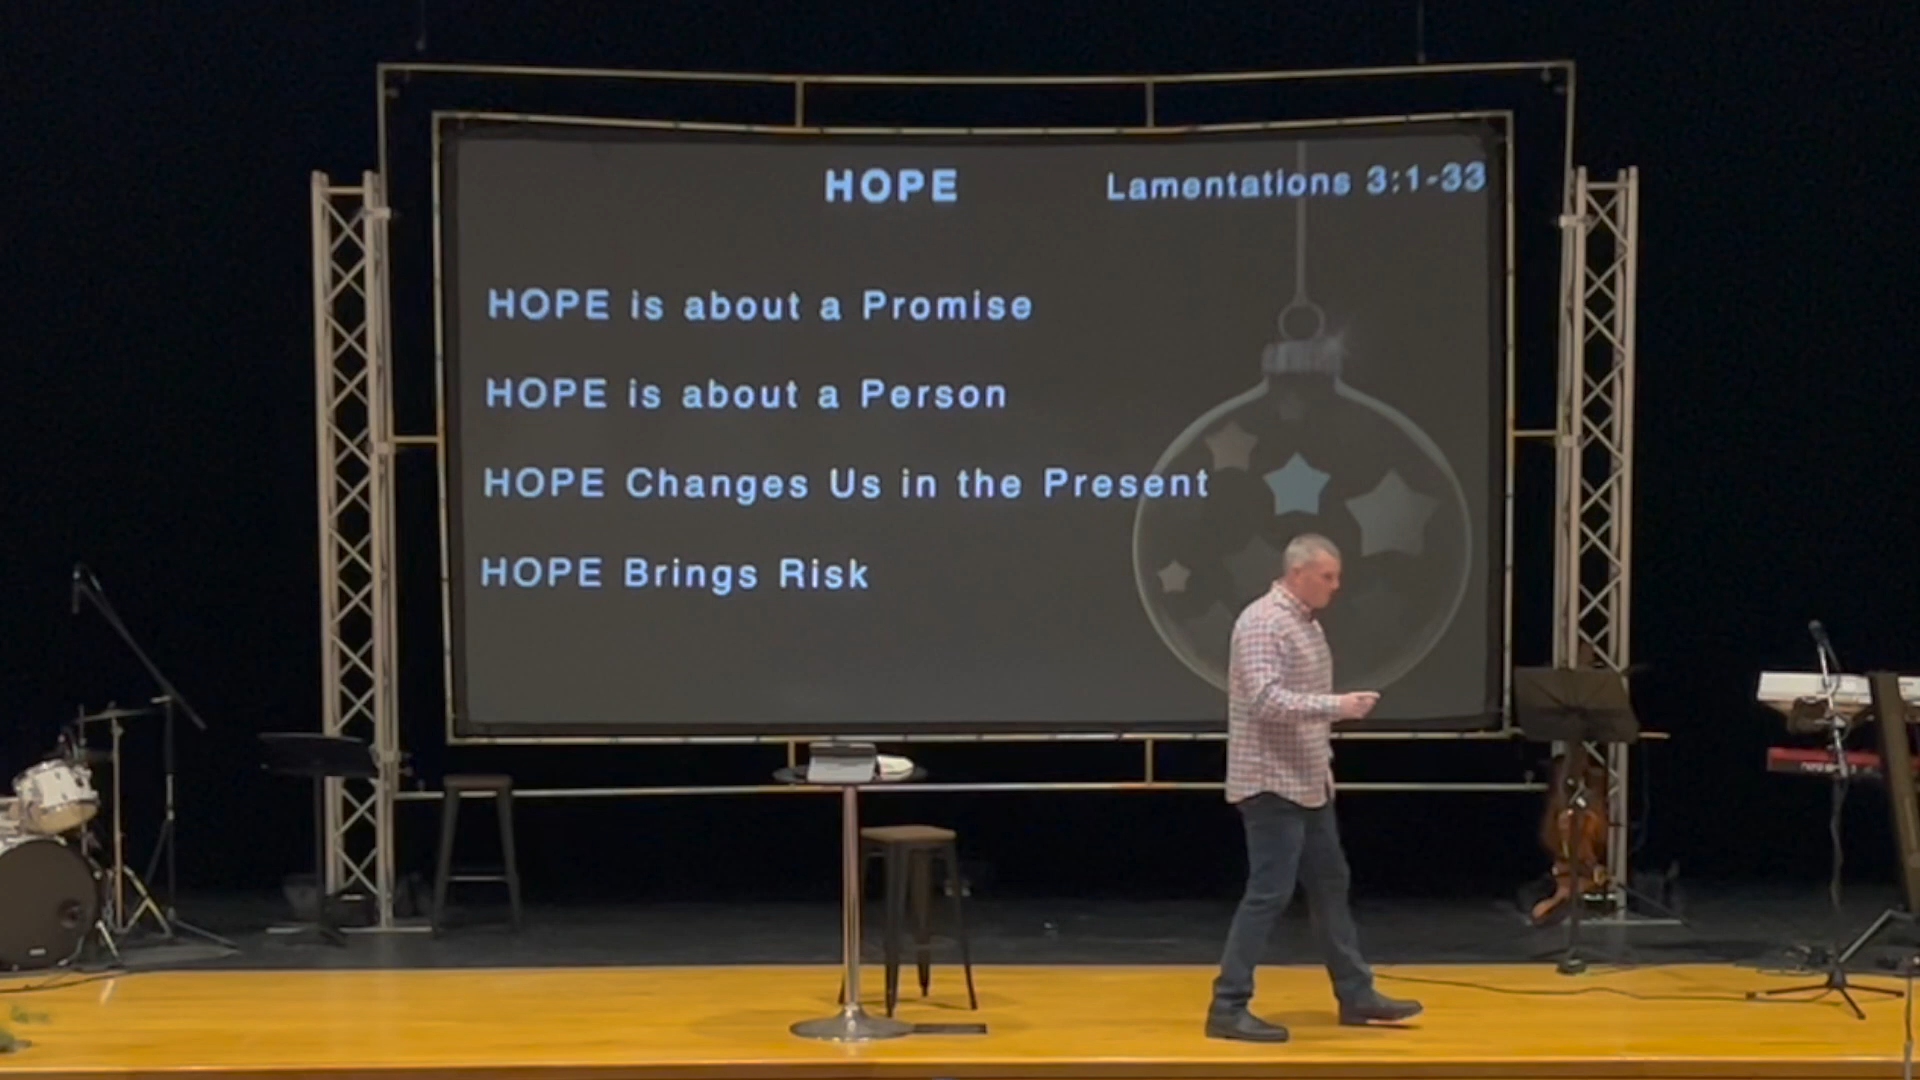 HOPE
Lamentations 3:1-33
HOPE is about a Promise
HOPE is about a Person
HOPE Changes Us in the Present
HOPE Brings Risk